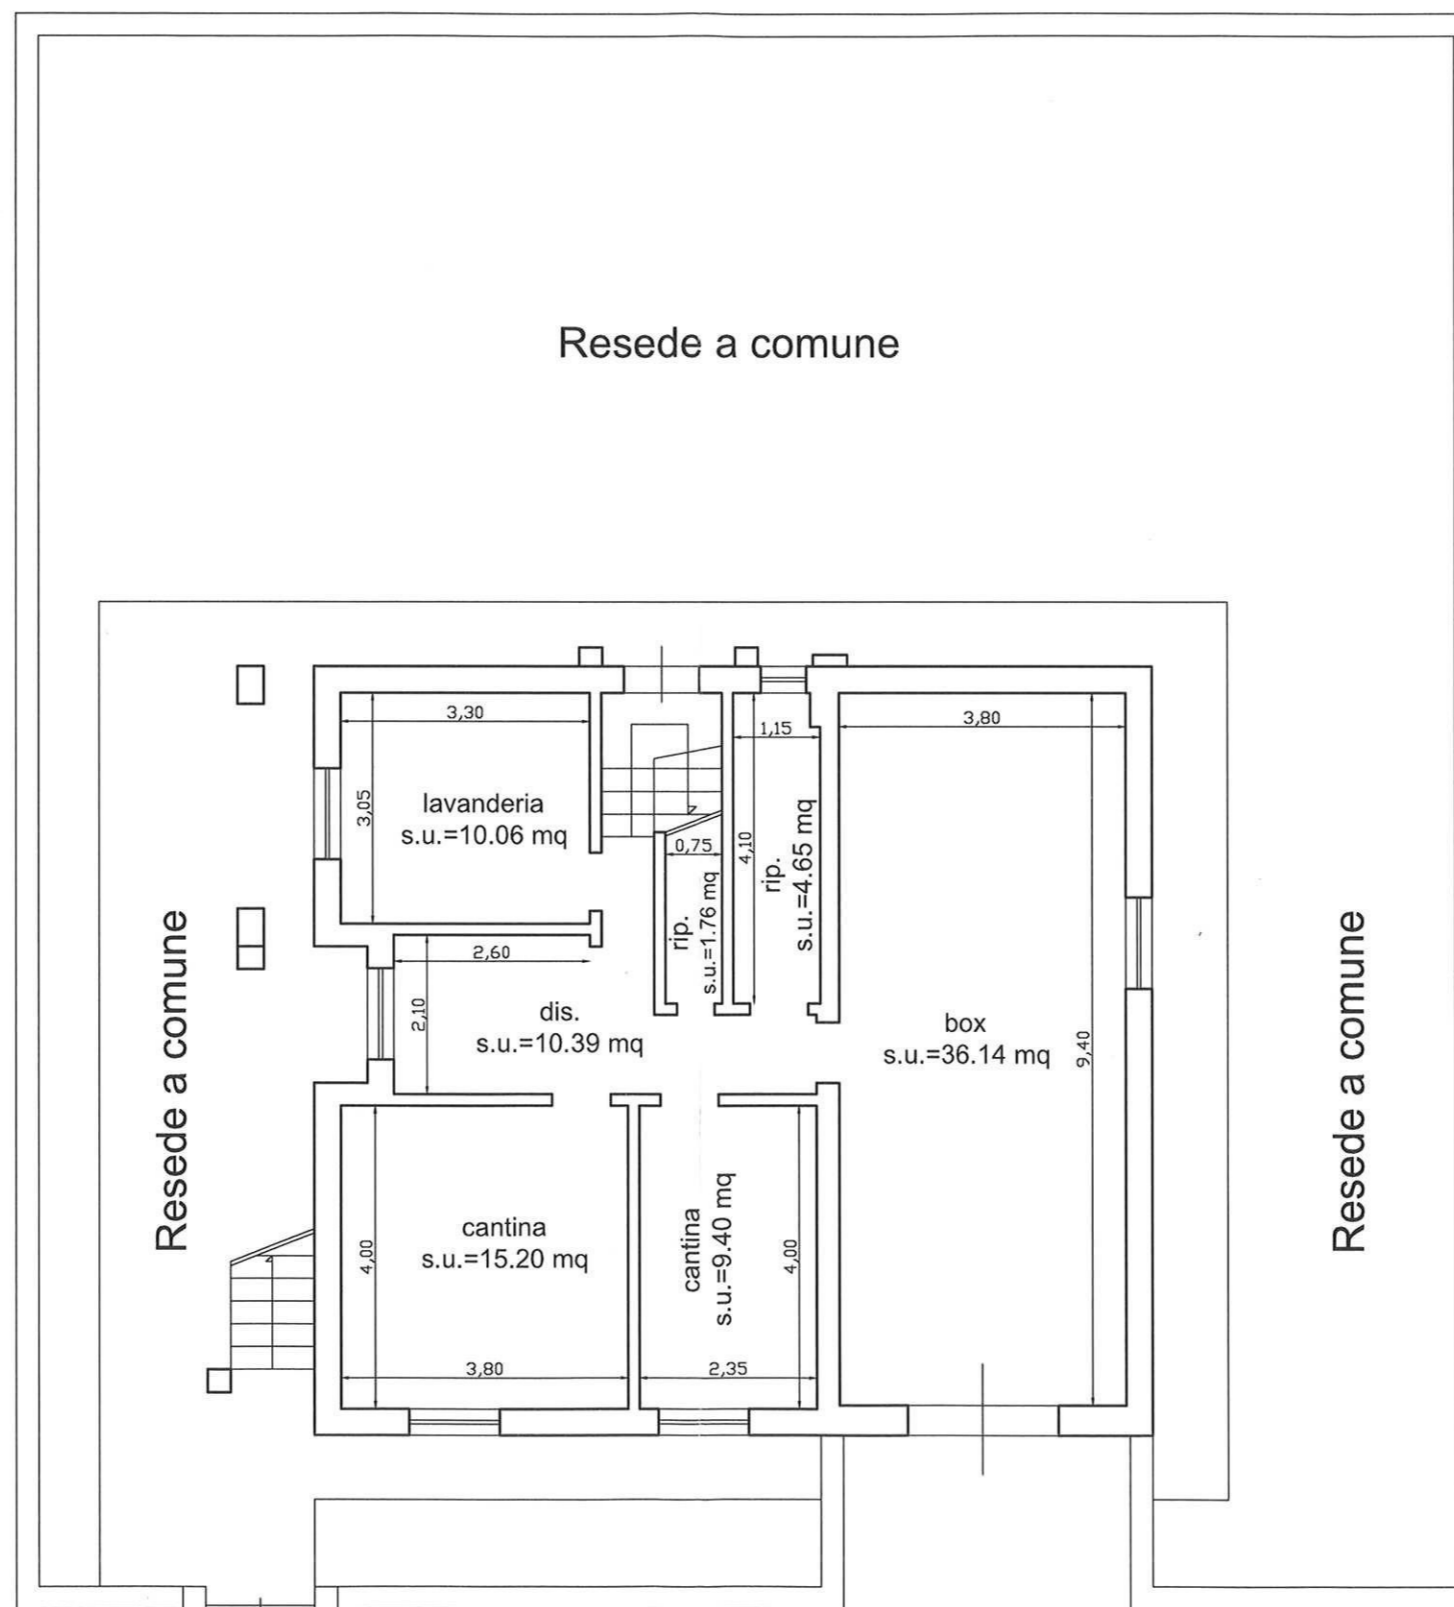 Resede a comune
3,30
3,80
1,15
lavanderia
s.u.=10.06 mq
3,05
0,75
4,10
rip.
s.u.=4.65 mq
rip.
s.u.=1.76 mq
2,60
2,10
dis.
s.u.=10.39 mq
box
s.u.=36.14 mq
9,40
Resede a comune
Resede a comune
cantina
s.u.=15.20 mq
4,00
3,80
cantina
s.u.=9.40 mq
4,00
2,35